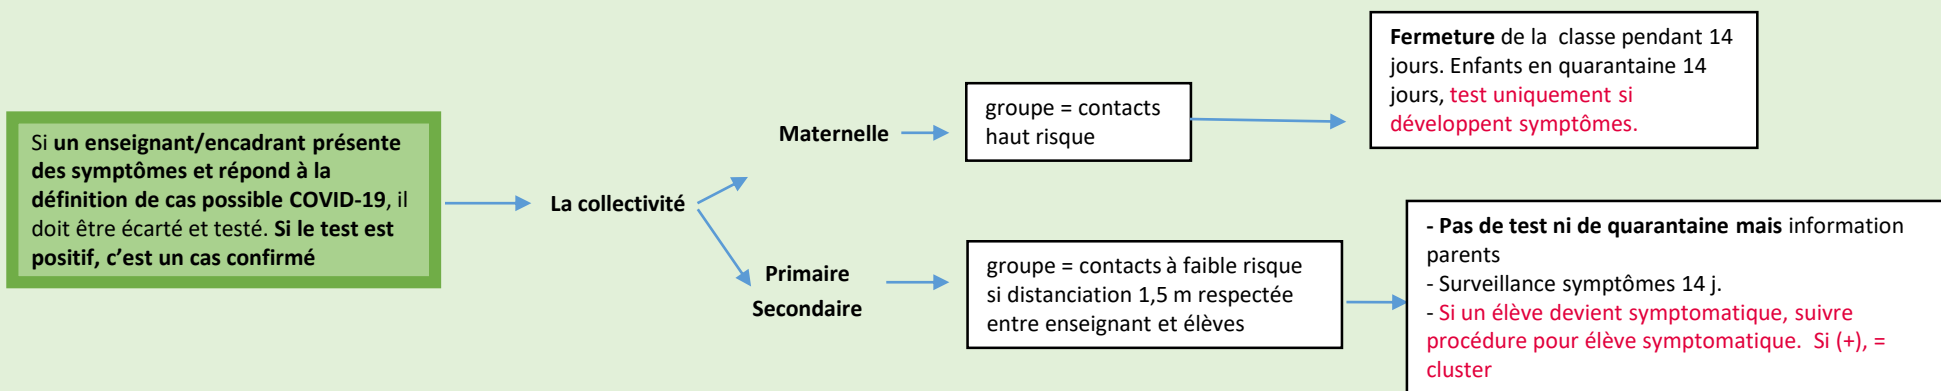 Si un enseignant/encadrant présente
des symptômes et répond à la
définition de cas possible COVID-19, il
doit être écarté et testé. Si le test est
positif, c’est un cas confirmé
La collectivité
Maternelle
groupe = contacts
haut risque
Fermeture de la classe pendant 14
jours. Enfants en quarantaine 14
jours, test uniquement si
développent symptômes.
Primaire
Secondaire
groupe = contacts à faible risque
si distanciation 1,5 m respectée
entre enseignant et élèves
- Pas de test ni de quarantaine mais information
parents
- Surveillance symptômes 14 j.
- Si un élève devient symptomatique, suivre
procédure pour élève symptomatique. Si (+), =
cluster